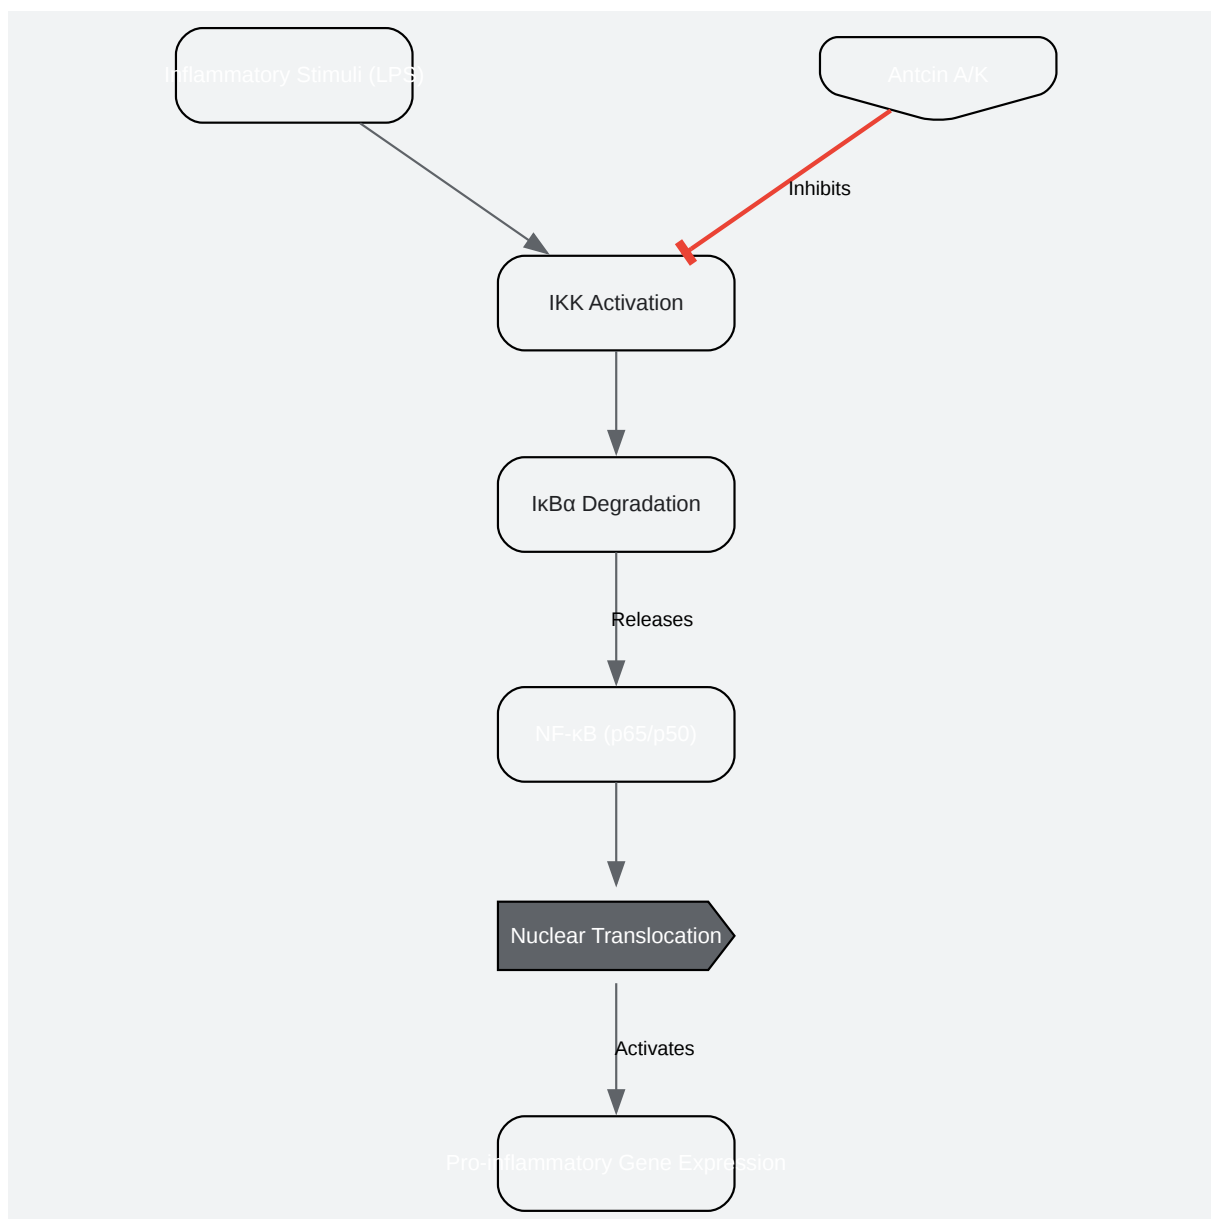 Inflammatory Stimuli (LPS)
Antcin A/K
Inhibits
IKK Activation
IκBα Degradation
Releases
NF-κB (p65/p50)
Nuclear Translocation
Activates
Pro-inflammatory Gene Expression